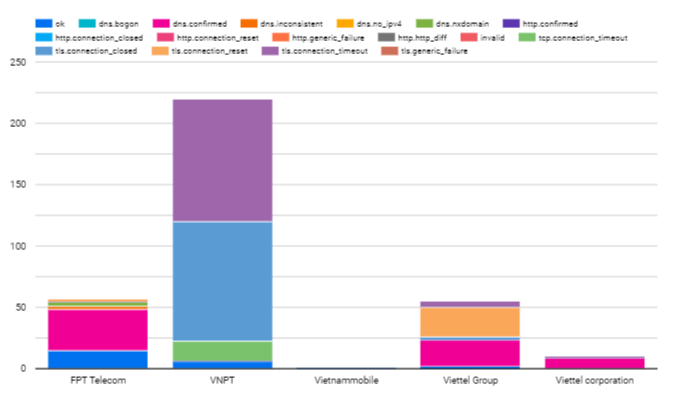 ok dns.bogon dns.confirmed dns.inconsistent dns.no_ipv4 dns.nxdomain http.confirmed
http.connection_closed http.connection_reset http.generic_failure http.http_diff invalid tcp.connection_timeout
tls.connection_closed tls.connection_reset tls.connection_timeout tls.generic_failure
250
200
150
100
50
0
FPT Telecom VNPT Vietnammobile Viettel Group Viettel corporation